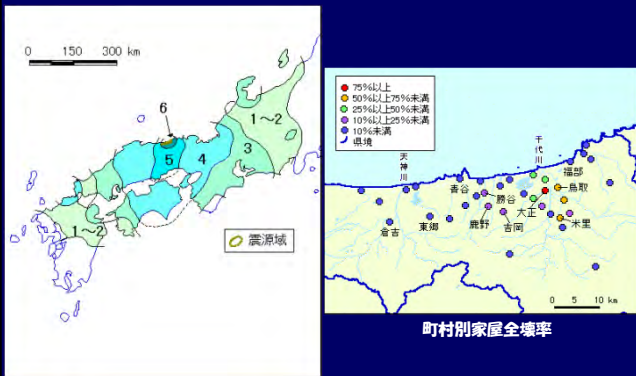 0 150 300 km
6
1～2
5
4
3
1～2
震源域
75%以上
50%以上75%未満
25%以上50%未満
10%以上25%未満
10%未満
県境
天神川
千代川
福部
鳥取
青谷
勝谷
大正
鹿野
吉岡
米里
倉吉
東郷
0 5 10 km
町村別家屋全壊率